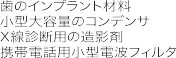 歯のインプラント材料
小型大容量のコンデンサ
X線診断用の造影剤
携帯電話用小型電波フィルタ